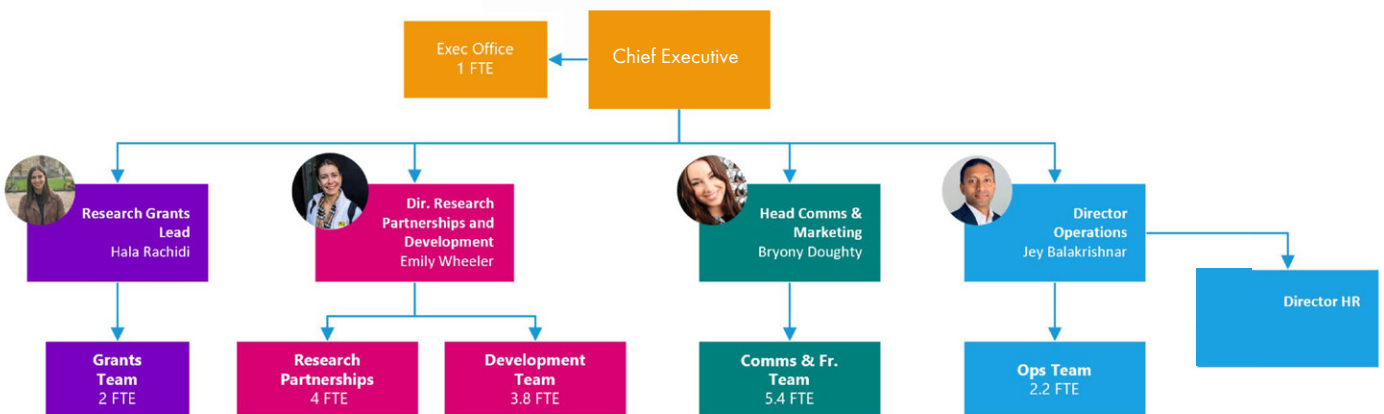 Exec Office
1 FTE
Chief Executive
Research Grants
Lead
Hala Rachidi
Dir. Research
Partnerships and
Development
Emily Wheeler
Head Comms &
Marketing
Bryony Doughty
Director
Operations
Jey Balakrishnar
Director HR
Grants
Team
2 FTE
Research
Partnerships
4 FTE
Development
Team
3.8 FTE
Comms & Fr.
Team
5.4 FTE
Ops Team
2.2 FTE